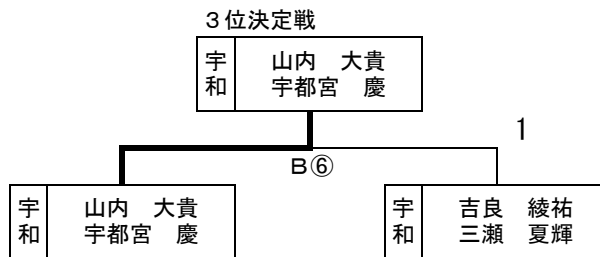 ３位決定戦
宇和
山内　大貴
宇都宮　慶
1
Ｂ⑥
宇和
山内　大貴
宇都宮　慶
宇和
吉良　綾祐
三瀬　夏輝